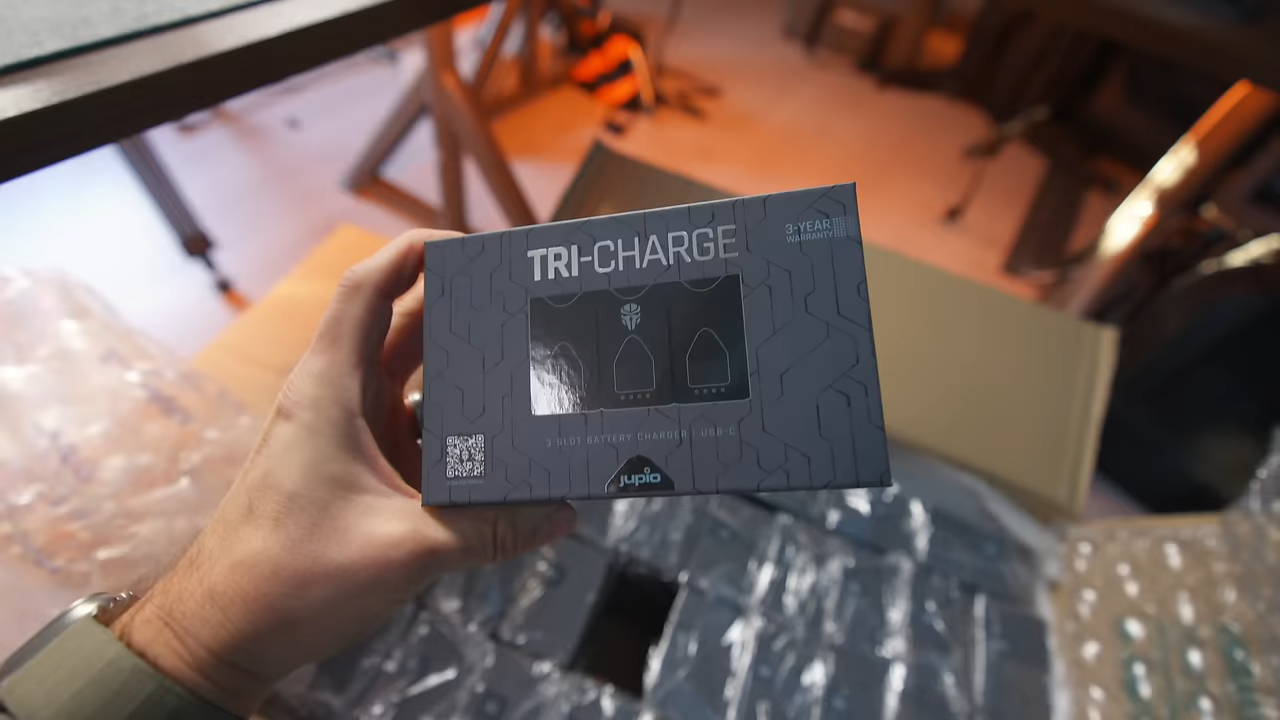 TRI-CHARGE
3-YEAR
WARRANTY
3 SLOT BATTERY CHARGER | USB-C
jupio